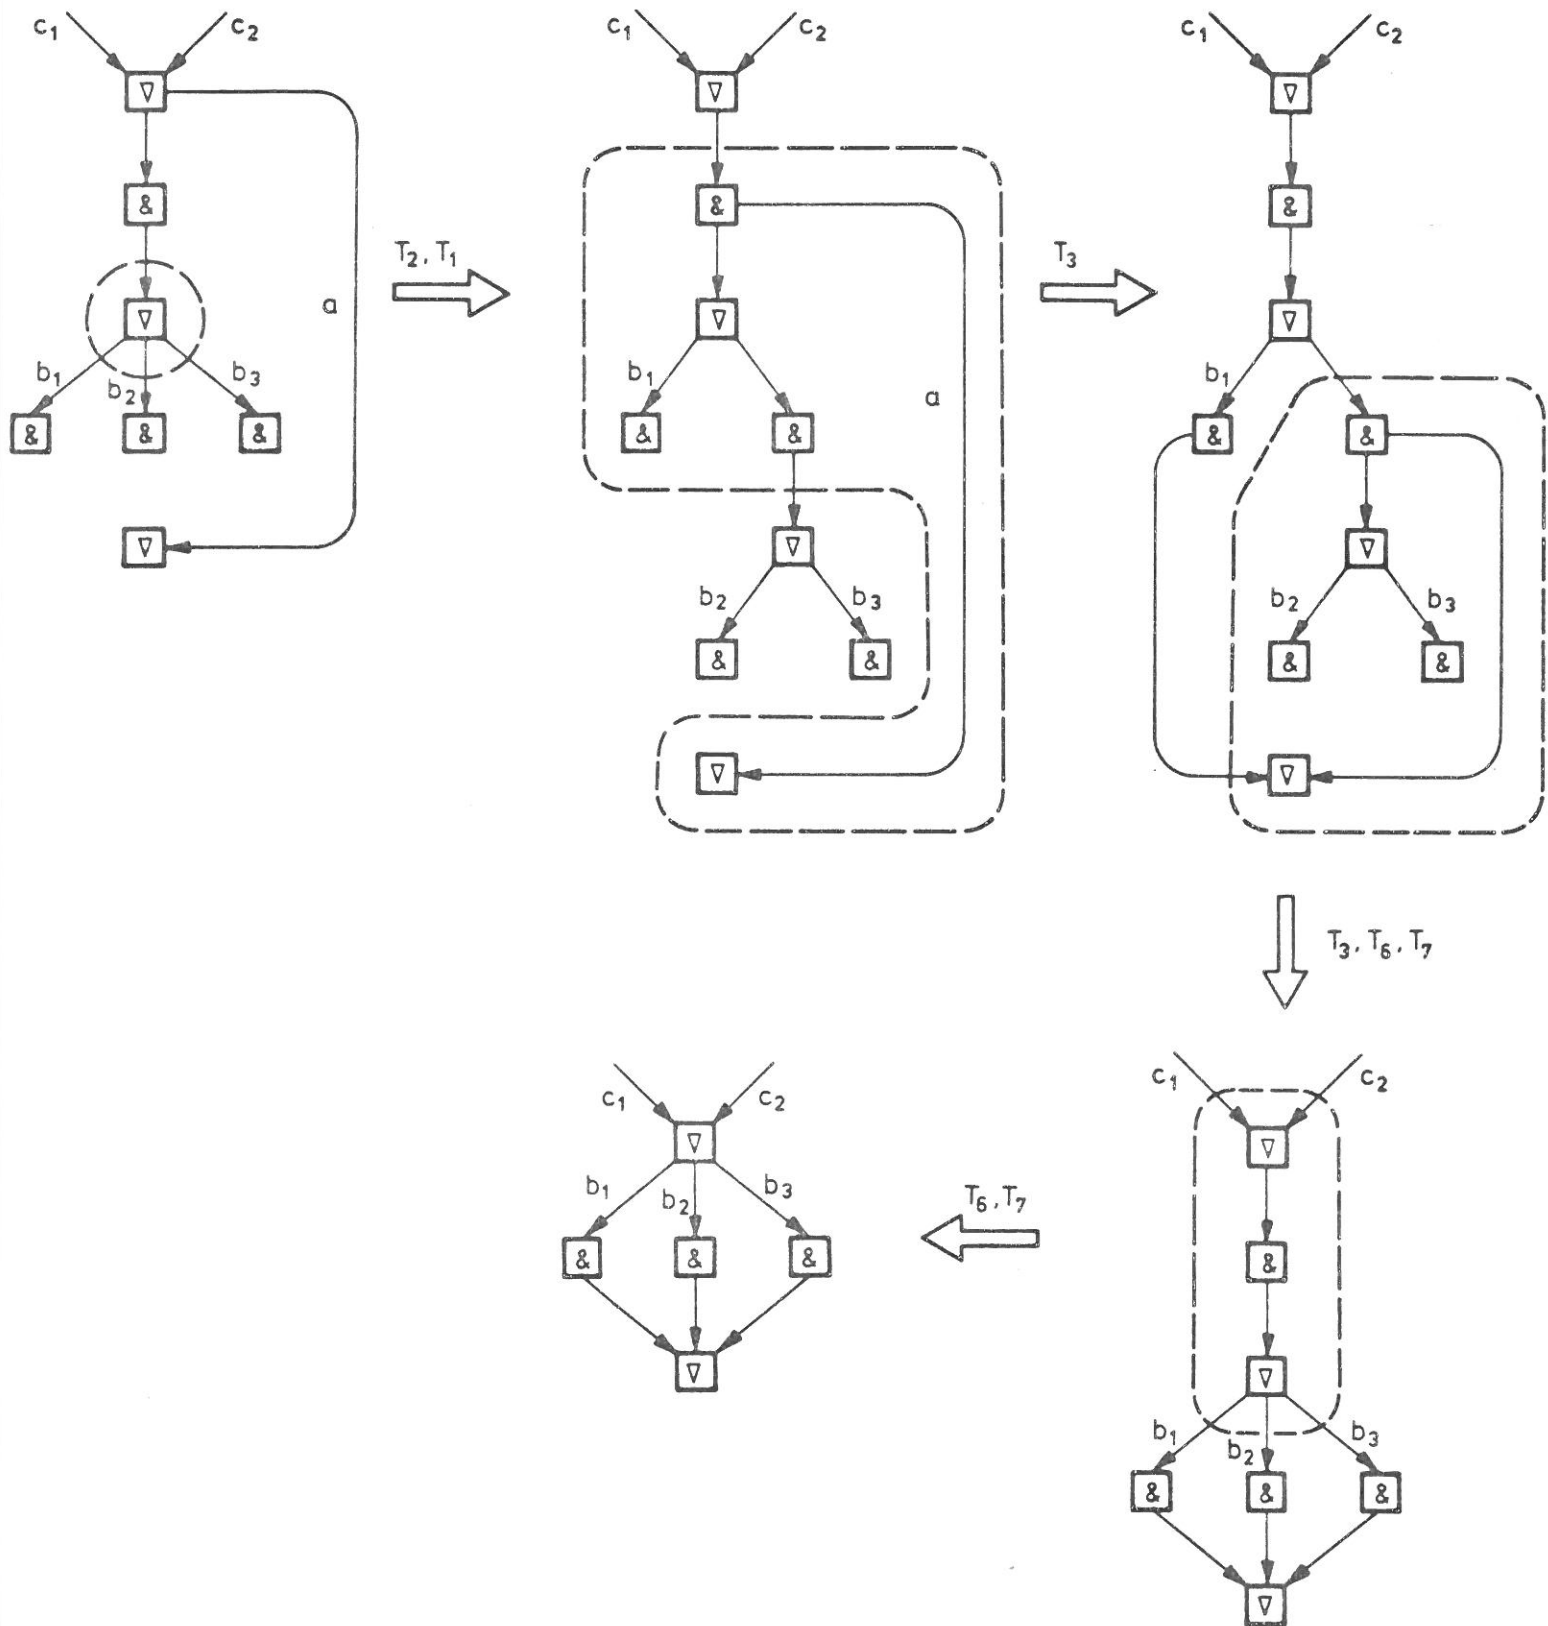 c₁ c₂ c₁ c₂ c₁ c₂
∇ ∇ ∇
& & &
T₂, T₁ T₃
∇ a ∇ ∇
b₁ b₂ b₃ b₁ a b₁
& & & & & & &
∇ ∇ ∇
b₂ b₃ b₂ b₃
& & & &
∇ ∇
T₃, T₆, T₇
c₁ c₂ c₁ c₂
∇ ∇
b₁ b₂ b₃ T₆, T₇
& & & &
∇ ∇
b₁ b₂ b₃
& & &
∇